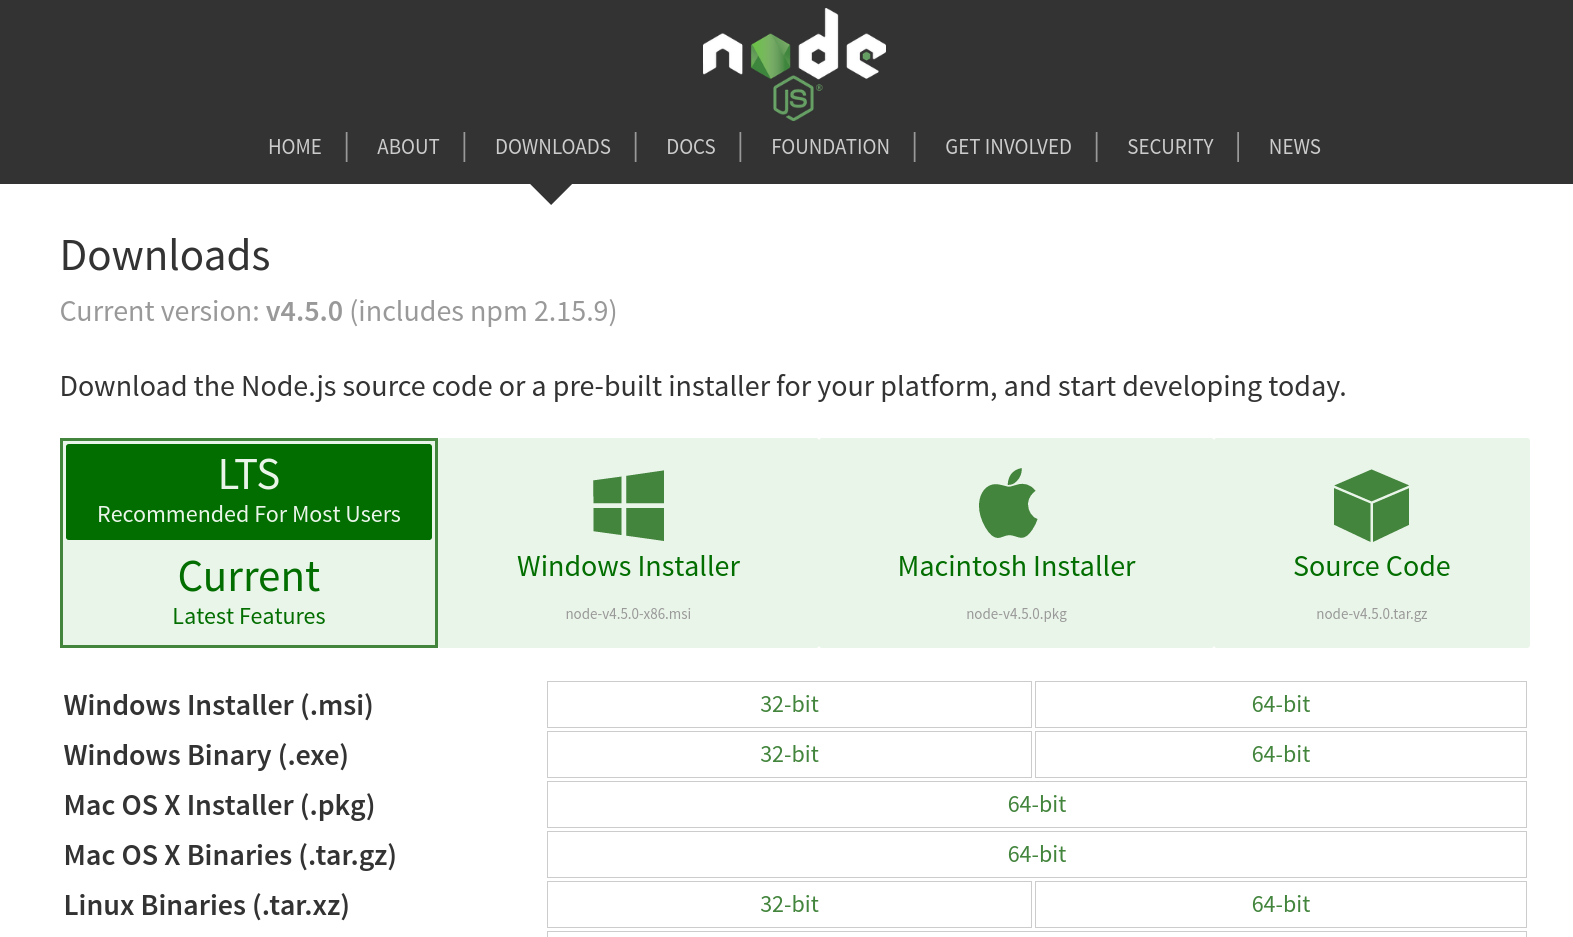 node
JS ®
HOME ABOUT DOWNLOADS DOCS FOUNDATION GET INVOLVED SECURITY NEWS
Downloads
Current version: v4.5.0 (includes npm 2.15.9)
Download the Node.js source code or a pre-built installer for your platform, and start developing today.
LTS
Recommended For Most Users
Current
Latest Features
Windows Installer
node-v4.5.0-x86.msi
Macintosh Installer
node-v4.5.0.pkg
Source Code
node-v4.5.0.tar.gz
Windows Installer (.msi) 32-bit 64-bit
Windows Binary (.exe) 32-bit 64-bit
Mac OS X Installer (.pkg) 64-bit
Mac OS X Binaries (.tar.gz) 64-bit
Linux Binaries (.tar.xz) 32-bit 64-bit